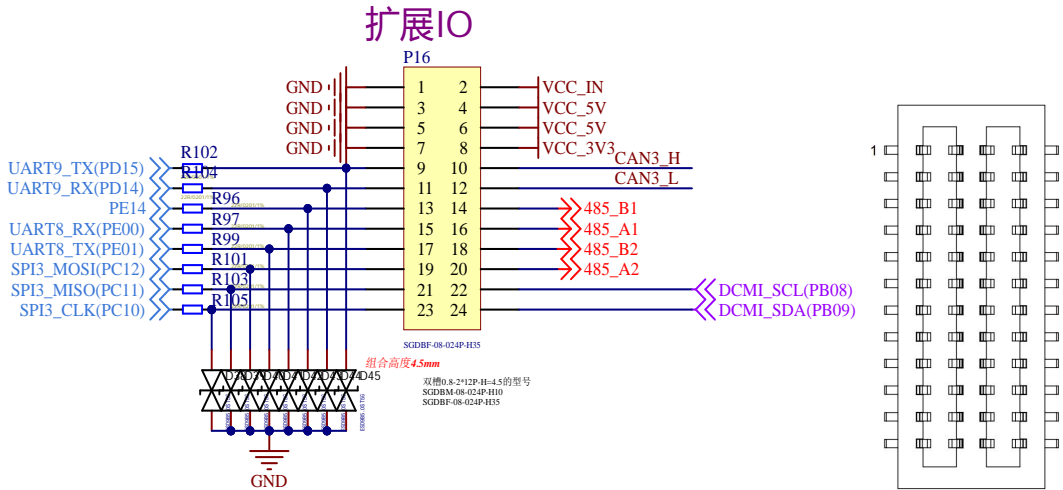 扩展IO
P16
GND 1 2 VCC_IN
GND 3 4 VCC_5V
GND 5 6 VCC_5V
GND 7 8 VCC_3V3
UART9_TX(PD15) R102 9 10 CAN3_H
UART9_RX(PD14) R104 11 12 CAN3_L
PE14 R96 13 14 485_B1
UART8_RX(PE00) R97 15 16 485_A1
UART8_TX(PE01) R99 17 18 485_B2
SPI3_MOSI(PC12) R101 19 20 485_A2
SPI3_MISO(PC11) R103 21 22 DCMI_SCL(PB08)
SPI3_CLK(PC10) R105 23 24 DCMI_SDA(PB09)
SGDBF-08-024P-H35
组合高度4.5mm
D45
双槽0.8-2*12P-H=4.5的型号
SGDBM-08-024P-H10
SGDBF-08-024P-H35
GND
1